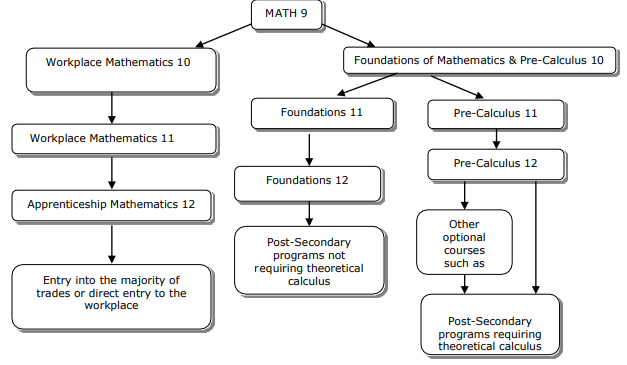 MATH 9
Workplace Mathematics 10
Foundations of Mathematics & Pre-Calculus 10
Foundations 11
Pre-Calculus 11
Workplace Mathematics 11
Pre-Calculus 12
Foundations 12
Apprenticeship Mathematics 12
Other
optional
courses
such as
Post-Secondary
programs not
requiring theoretical
calculus
Entry into the majority of
trades or direct entry to the
workplace
Post-Secondary
programs requiring
theoretical calculus